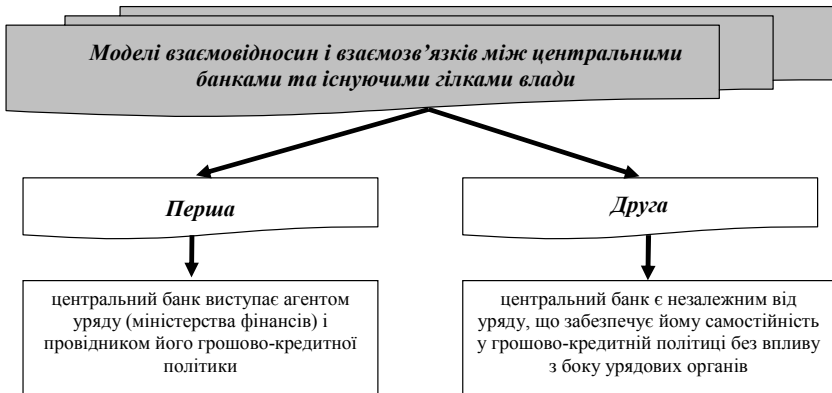 Моделі взаємовідносин і взаємозв’язків між центральними
банками та існуючими гілками влади
Перша
Друга
центральний банк виступає агентом
уряду (міністерства фінансів) і
провідником його грошово-кредитної
політики
центральний банк є незалежним від
уряду, що забезпечує йому самостійність
у грошово-кредитній політиці без впливу
з боку урядових органів